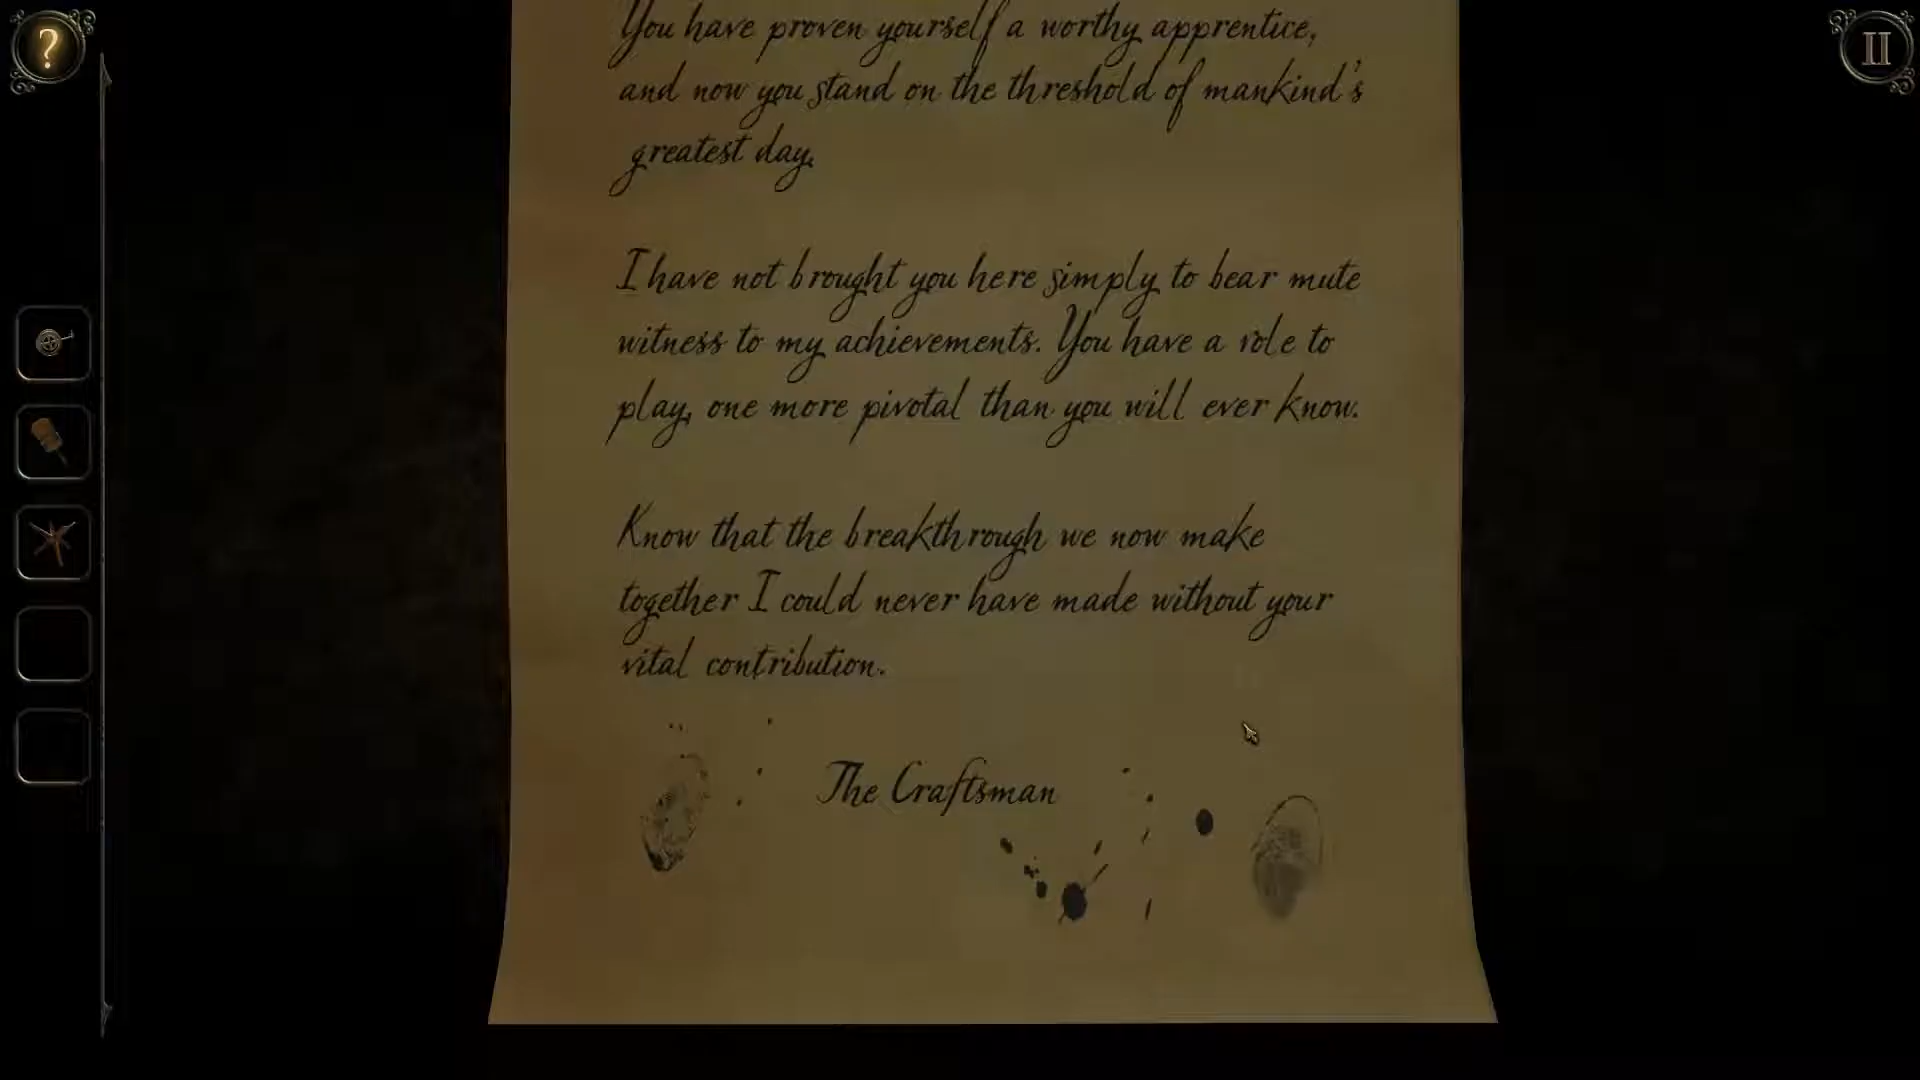 ?
II
You have proven yourself a worthy apprentice,
and now you stand on the threshold of mankind's
greatest day.
I have not brought you here simply to bear mute
witness to my achievements. You have a role to
play, one more pivotal than you will ever know.
Know that the breakthrough we now make
together I could never have made without your
vital contribution.
The Craftsman